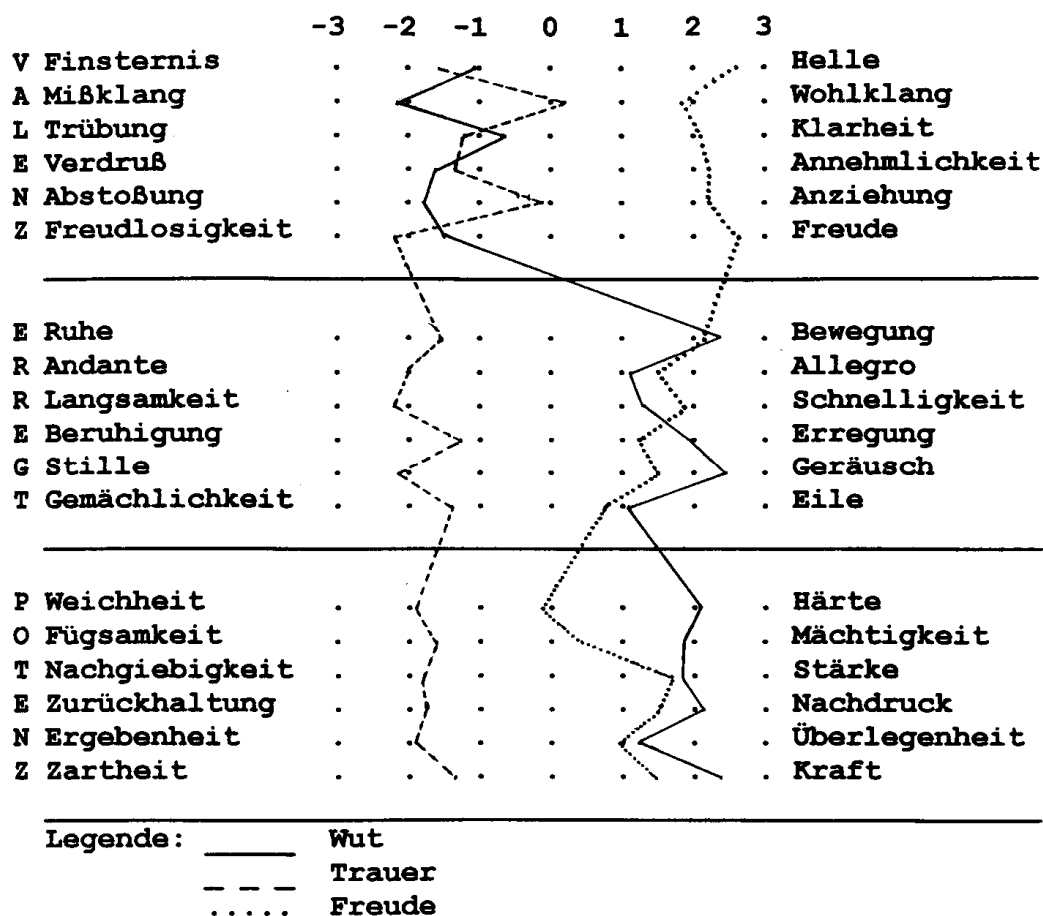 -3 -2 -1 0 1 2 3
V Finsternis Helle
A Mißklang Wohlklang
L Trübung Klarheit
E Verdruß Annehmlichkeit
N Abstoßung Anziehung
Z Freudlosigkeit Freude
E Ruhe Bewegung
R Andante Allegro
R Langsamkeit Schnelligkeit
E Beruhigung Erregung
G Stille Geräusch
T Gemächlichkeit Eile
P Weichheit Härte
O Fügsamkeit Mächtigkeit
T Nachgiebigkeit Stärke
E Zurückhaltung Nachdruck
N Ergebenheit Überlegenheit
Z Zartheit Kraft
Legende: Wut
Trauer
Freude